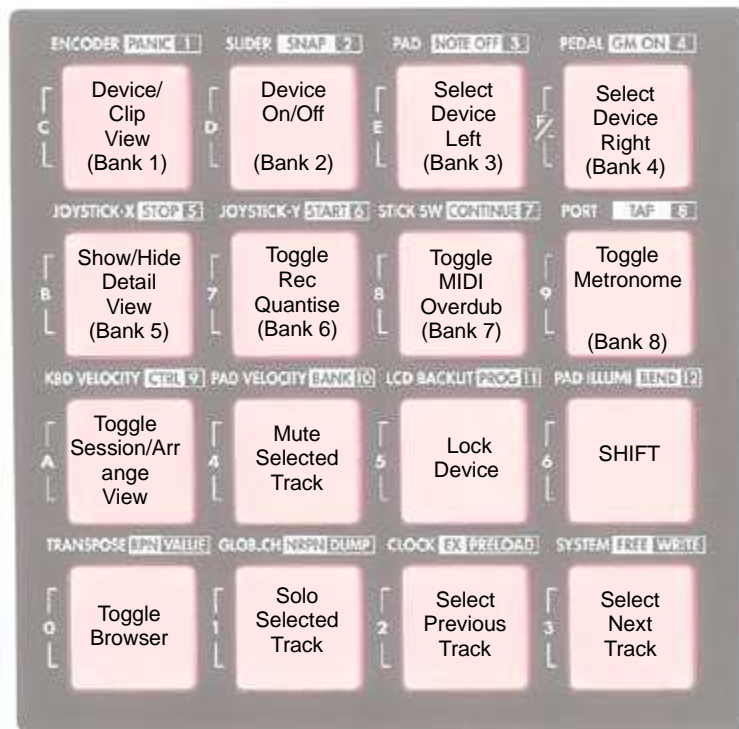 ENCODER PANIC 1 SLIDER SNAP 2 PAD NOTE OFF 3 PEDAL GM ON 4
C
Device/
Clip
View
(Bank 1)
D
Device
On/Off
(Bank 2)
E
Select
Device
Left
(Bank 3)
F/-
Select
Device
Right
(Bank 4)
JOYSTICK-X STOP 5 JOYSTICK-Y START 6 STICK SW CONTINUE 7 PORT TAP 8
B
Show/Hide
Detail
View
(Bank 5)
7
Toggle
Rec
Quantise
(Bank 6)
8
Toggle
MIDI
Overdub
(Bank 7)
9
Toggle
Metronome
(Bank 8)
KBD VELOCITY CTRL 9 PAD VELOCITY BANK 10 LCD BACKLIT PROG 11 PAD ILLUMI BEND 12
A
Toggle
Session/Arr
ange
View
4
Mute
Selected
Track
5
Lock
Device
6
SHIFT
TRANSPOSE RPN VALUE GLOB.CH NRPN DUMP CLOCK EX PRELOAD SYSTEM FREE WRITE
0
Toggle
Browser
1
Solo
Selected
Track
2
Select
Previous
Track
3
Select
Next
Track